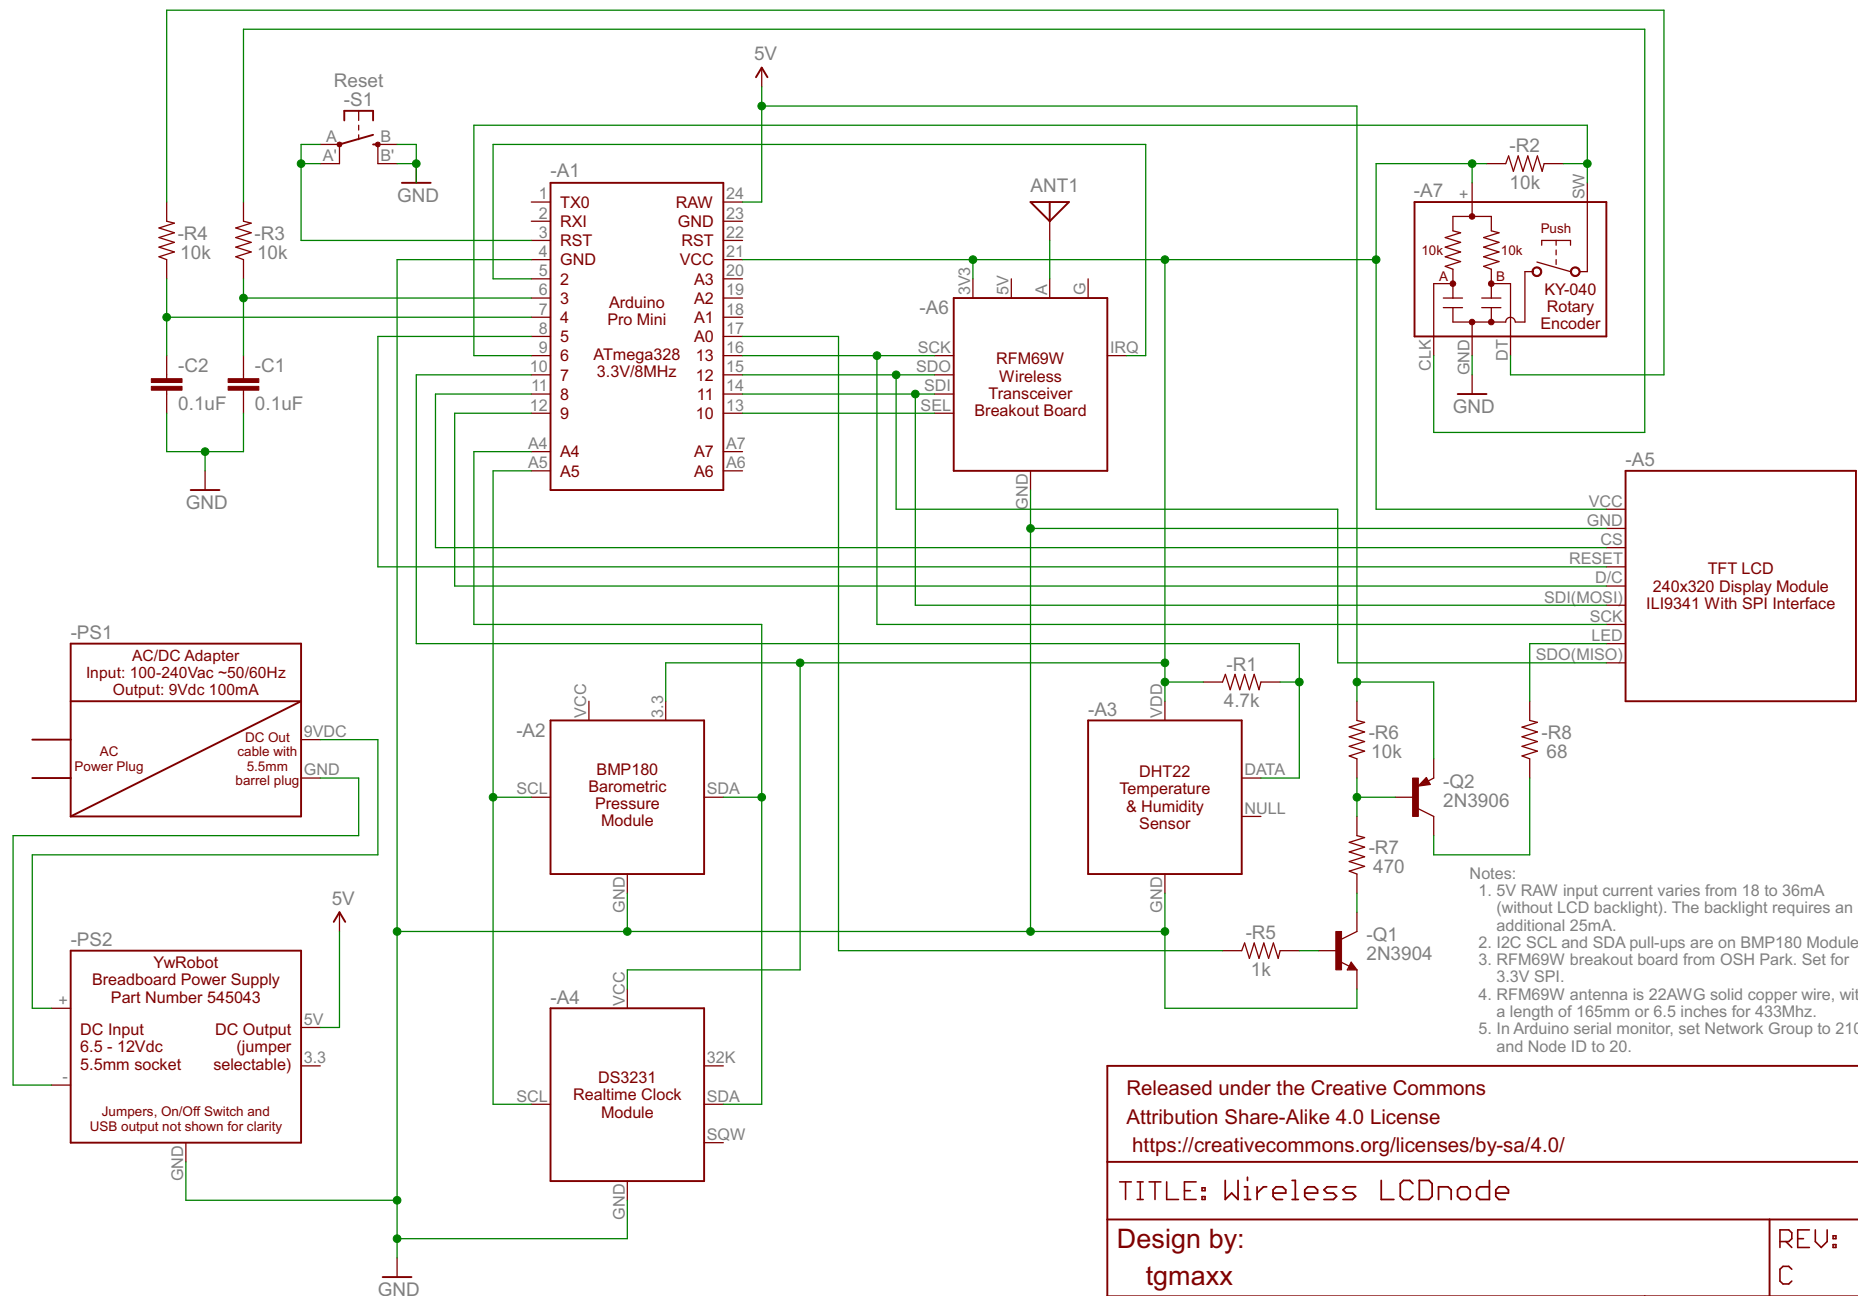 5V
Reset
-S1
A
B
A'
B'
GND
-R4
10k
-R3
10k
-C2
0.1uF
-C1
0.1uF
GND
-A1
1
2
3
4
5
6
7
8
9
10
11
12
A4
A5
TX0
RXI
RST
GND
2
3
4
5
6
7
8
9
A4
A5
Arduino
Pro Mini
ATmega328
3.3V/8MHz
RAW
GND
RST
VCC
A3
A2
A1
A0
13
12
11
10
A7
A6
24
23
22
21
20
19
18
17
16
15
14
13
A7
A6
ANT1
-A6
3V3
5V
A
G
SCK
SDO
SDI
SEL
IRQ
GND
RFM69W
Wireless
Transceiver
Breakout Board
-R2
10k
-A7
+
SW
10k
10k
Push
A
B
KY-040
Rotary
Encoder
CLK
GND
DT
GND
-A5
VCC
GND
CS
RESET
D/C
SDI(MOSI)
SCK
LED
SDO(MISO)
TFT LCD
240x320 Display Module
ILI9341 With SPI Interface
-PS1
AC/DC Adapter
Input: 100-240Vac ~50/60Hz
Output: 9Vdc 100mA
AC
Power Plug
DC Out
cable with
5.5mm
barrel plug
9VDC
GND
-A2
VCC
3.3
SCL
SDA
BMP180
Barometric
Pressure
Module
GND
-A3
VDD
-R1
4.7k
DHT22
Temperature
& Humidity
Sensor
DATA
NULL
GND
-R6
10k
-Q2
2N3906
-R8
68
-R7
470
-R5
1k
-Q1
2N3904
Notes:
1. 5V RAW input current varies from 18 to 36mA
(without LCD backlight). The backlight requires an
additional 25mA.
2. I2C SCL and SDA pull-ups are on BMP180 Module
3. RFM69W breakout board from OSH Park. Set for
3.3V SPI.
4. RFM69W antenna is 22AWG solid copper wire, wit
a length of 165mm or 6.5 inches for 433Mhz.
5. In Arduino serial monitor, set Network Group to 210
and Node ID to 20.
5V
-PS2
YwRobot
Breadboard Power Supply
Part Number 545043
+
-
DC Input
6.5 - 12Vdc
5.5mm socket
DC Output
(jumper
selectable)
5V
3.3
Jumpers, On/Off Switch and
USB output not shown for clarity
GND
-A4
VCC
SCL
32K
SDA
SQW
DS3231
Realtime Clock
Module
GND
GND
Released under the Creative Commons
Attribution Share-Alike 4.0 License
https://creativecommons.org/licenses/by-sa/4.0/
TITLE: Wireless LCDnode
Design by:
tgmaxx
REV:
C